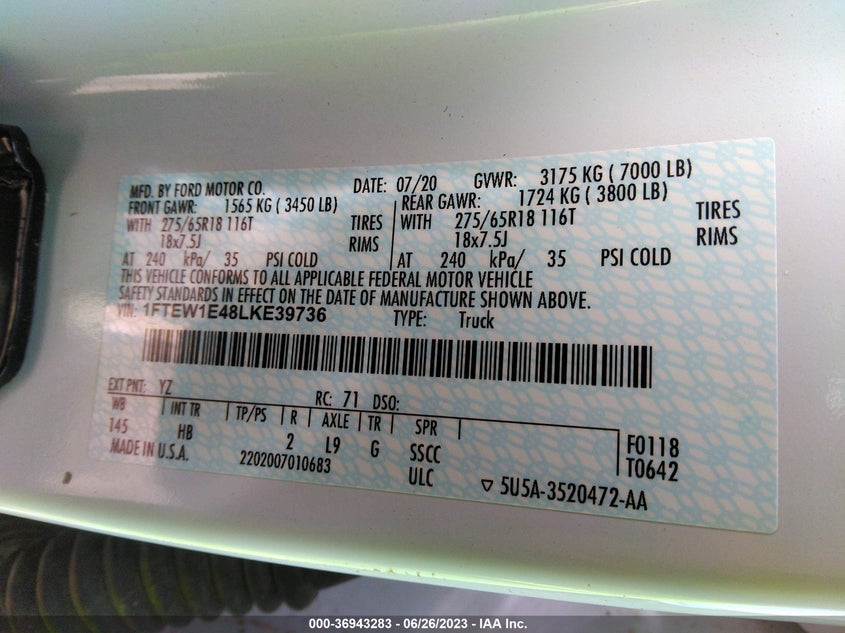 MFD. BY FORD MOTOR CO. DATE: 07/20 GVWR: 3175 KG ( 7000 LB)
FRONT GAWR: 1565 KG ( 3450 LB) REAR GAWR: 1724 KG ( 3800 LB)
WITH 275/65R18 116T TIRES WITH 275/65R18 116T TIRES
18x7.5J RIMS 18x7.5J RIMS
AT 240 kPa/ 35 PSI COLD AT 240 kPa/ 35 PSI COLD
THIS VEHICLE CONFORMS TO ALL APPLICABLE FEDERAL MOTOR VEHICLE
SAFETY STANDARDS IN EFFECT ON THE DATE OF MANUFACTURE SHOWN ABOVE.
VIN: 1FTEW1E48LKE39736 TYPE: Truck
EXT PNT: YZ RC: 71 DSO:
WB INT TR TP/PS R AXLE TR SPR
145 HB 2 L9 G SSCC F0118
MADE IN U.S.A. 2202007010683 ULC T0642
▽ 5U5A-3520472-AA
000-36943283 - 06/26/2023 - IAA Inc.